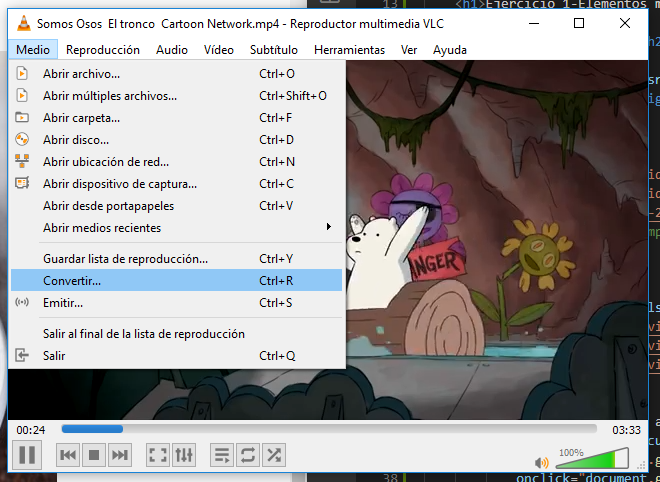 13 <h1>Ejercicio 1-Elementos m
Somos Osos El tronco Cartoon Network.mp4 - Reproductor multimedia VLC
Medio Reproducción Audio Vídeo Subtítulo Herramientas Ver Ayuda
Abrir archivo... Ctrl+O
Abrir múltiples archivos... Ctrl+Shift+O
Abrir carpeta... Ctrl+F
Abrir disco... Ctrl+D
Abrir ubicación de red... Ctrl+N
Abrir dispositivo de captura... Ctrl+C
Abrir desde portapapeles Ctrl+V
Abrir medios recientes
Guardar lista de reproducción... Ctrl+Y
Convertir... Ctrl+R
Emitir... Ctrl+S
Salir al final de la lista de reproducción
Salir Ctrl+Q
ANGER
00:24 03:33
100%
38 onclick="document.g